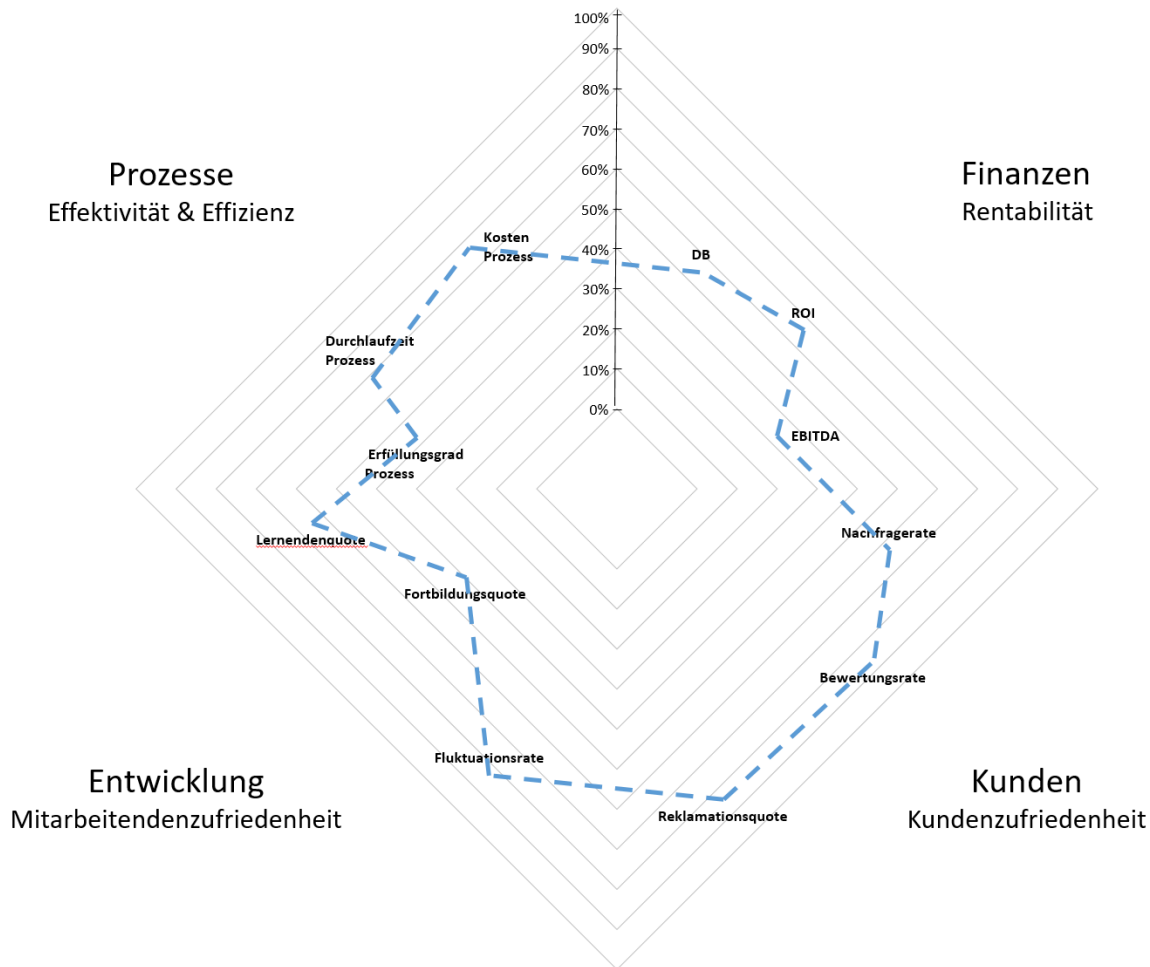 100%
90%
80%
70%
60%
50%
40%
30%
20%
10%
0%
Prozesse
Effektivität & Effizienz
Finanzen
Rentabilität
Kosten
Prozess
DB
ROI
Durchlaufzeit
Prozess
EBITDA
Erfüllungsgrad
Prozess
Nachfragerate
Lernendenquote
Fortbildungsquote
Bewertungsrate
Fluktuationsrate
Reklamationsquote
Entwicklung
Mitarbeitendenzufriedenheit
Kunden
Kundenzufriedenheit